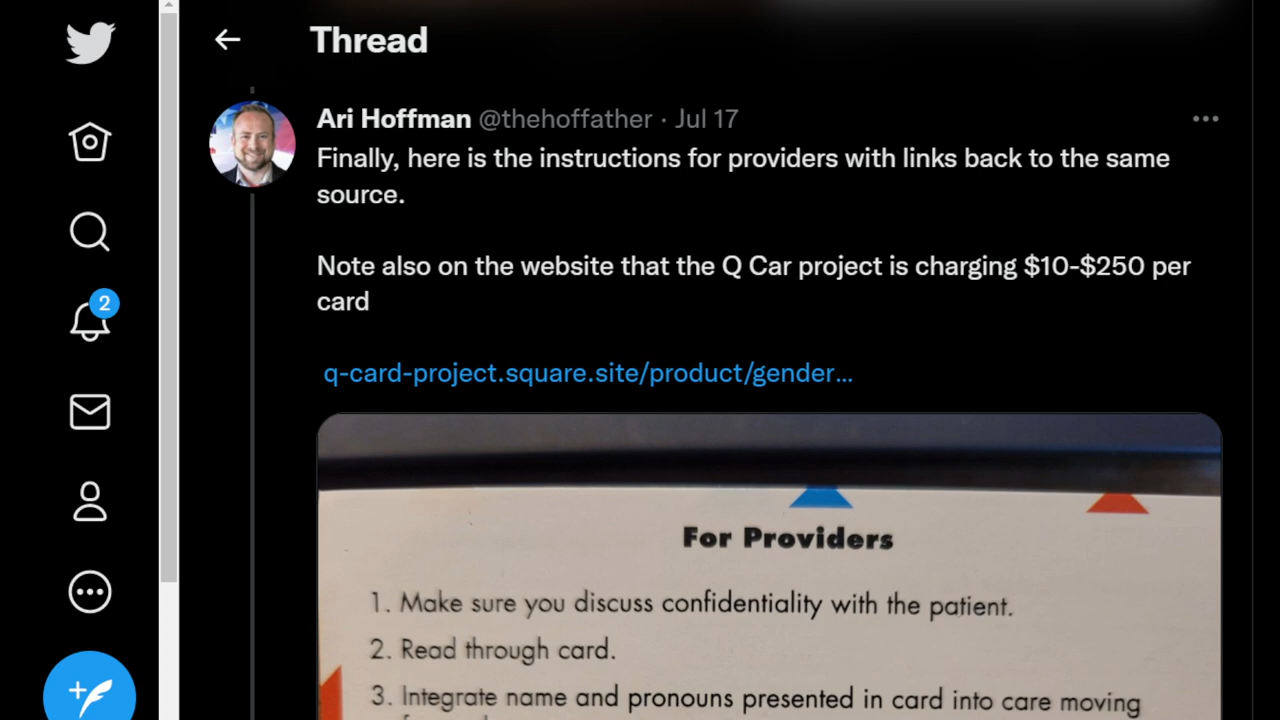 Thread
Ari Hoffman @thehoffather · Jul 17
Finally, here is the instructions for providers with links back to the same
source.
Note also on the website that the Q Car project is charging $10-$250 per
card
q-card-project.square.site/product/gender...
2
For Providers
1. Make sure you discuss confidentiality with the patient.
2. Read through card.
3. Integrate name and pronouns presented in card into care moving